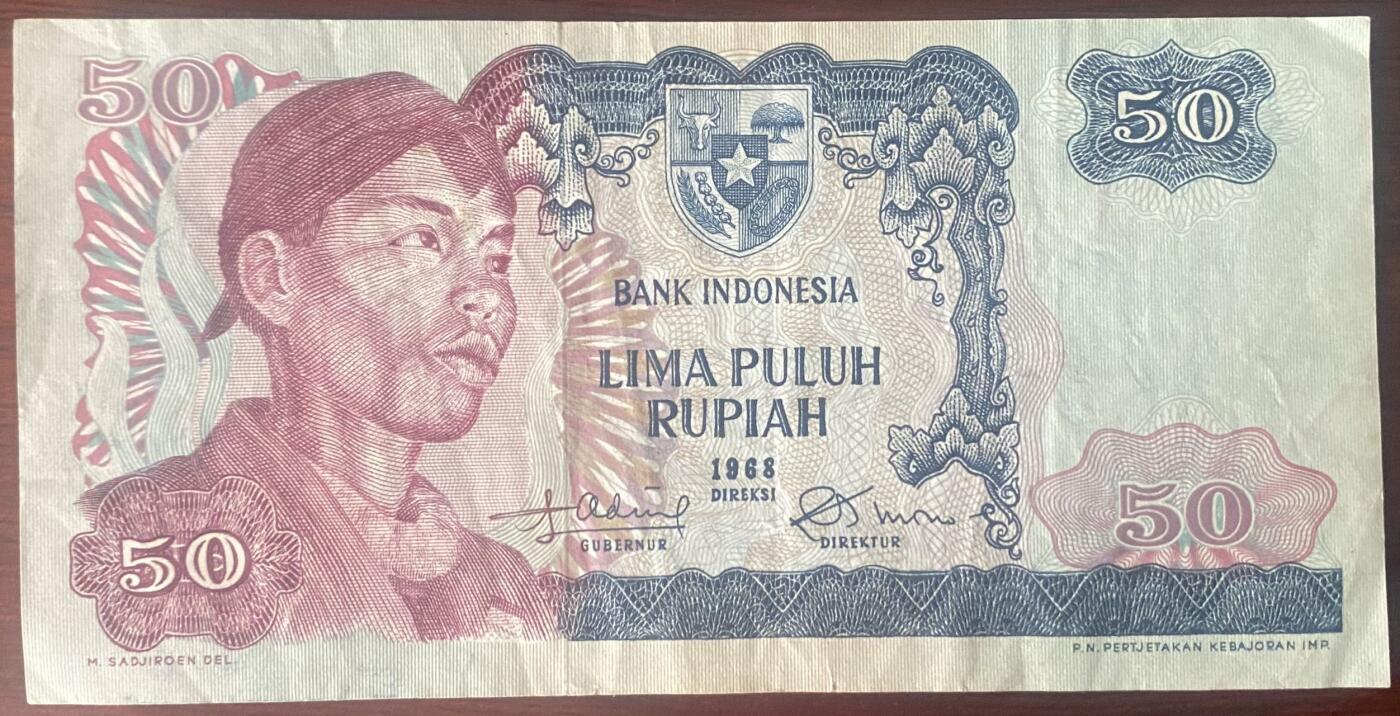 50
50
BANK INDONESIA
LIMA PULUH
RUPIAH
1968
DIREKSI
GUBERNUR
DIREKTUR
50
50
M. SADJIROEN DEL.
P.N. PERTJETAKAN KEBAJORAN IMP.